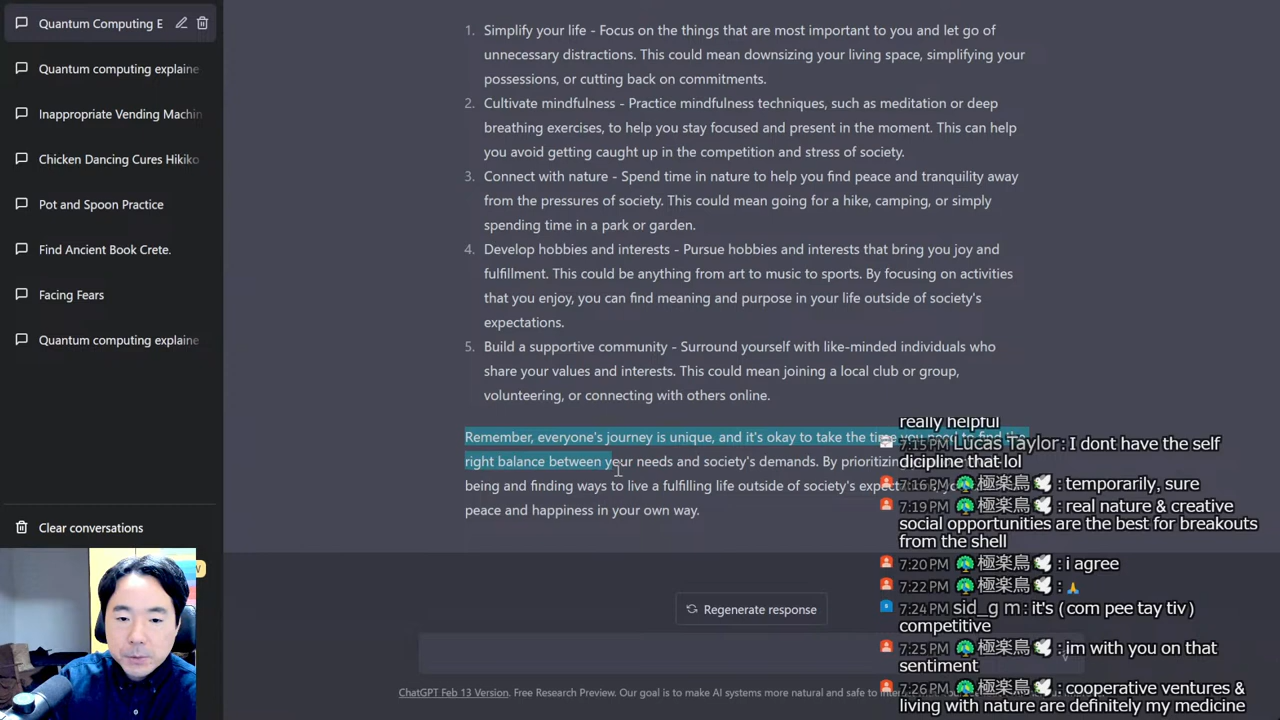 Quantum Computing E
Quantum computing explaine
Inappropriate Vending Machin
Chicken Dancing Cures Hikiko
Pot and Spoon Practice
Find Ancient Book Crete.
Facing Fears
Quantum computing explaine
Clear conversations
1. Simplify your life - Focus on the things that are most important to you and let go of
unnecessary distractions. This could mean downsizing your living space, simplifying your
possessions, or cutting back on commitments.
2. Cultivate mindfulness - Practice mindfulness techniques, such as meditation or deep
breathing exercises, to help you stay focused and present in the moment. This can help
you avoid getting caught up in the competition and stress of society.
3. Connect with nature - Spend time in nature to help you find peace and tranquility away
from the pressures of society. This could mean going for a hike, camping, or simply
spending time in a park or garden.
4. Develop hobbies and interests - Pursue hobbies and interests that bring you joy and
fulfillment. This could be anything from art to music to sports. By focusing on activities
that you enjoy, you can find meaning and purpose in your life outside of society's
expectations.
5. Build a supportive community - Surround yourself with like-minded individuals who
share your values and interests. This could mean joining a local club or group,
volunteering, or connecting with others online.
Remember, everyone's journey is unique, and it's okay to take the time you need to find the
right balance between your needs and society's demands. By prioritizin
being and finding ways to live a fulfilling life outside of society's expect
peace and happiness in your own way.
Regenerate response
ChatGPT Feb 13 Version. Free Research Preview. Our goal is to make AI systems more natural and safe to
really helpful
7:15 PM Lucas Taylor: I dont have the self
dicipline that lol
7:16 PM 極楽鳥: temporarily, sure
7:19 PM 極楽鳥: real nature & creative
social opportunities are the best for breakouts
from the shell
7:20 PM 極楽鳥: i agree
7:22 PM 極楽鳥: 🙏
7:24 PM sid_g m: it's ( com pee tay tiv )
competitive
7:25 PM 極楽鳥: im with you on that
sentiment
7:26 PM 極楽鳥: cooperative ventures &
living with nature are definitely my medicine